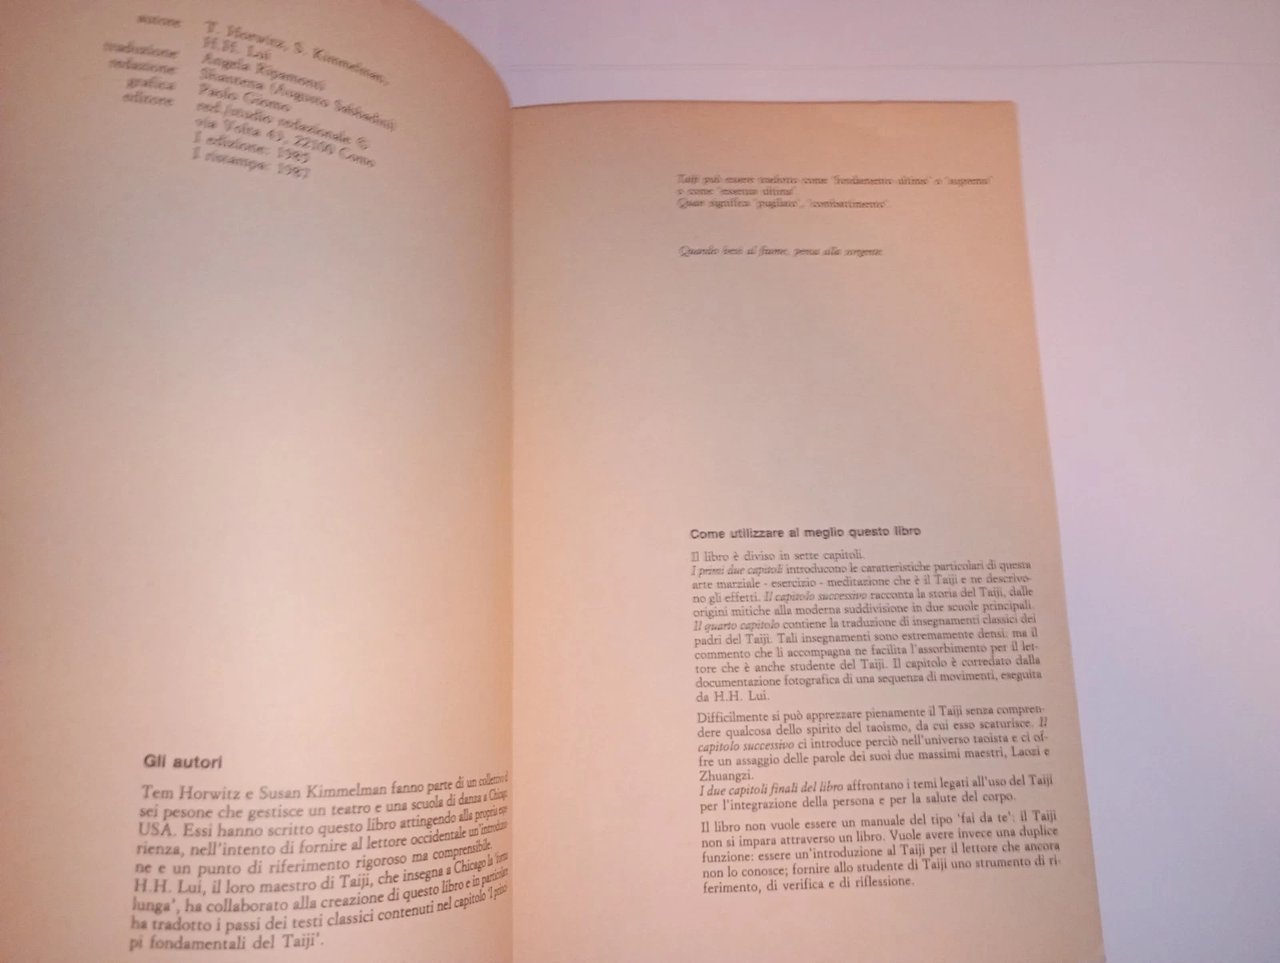 autore T. Horwitz, S. Kimmelman,
H.H. Lui
traduzione Angela Ripamonti
redazione Shantena (Augusto Sabbadini)
grafica Paolo Giomo
editore red./studio redazionale ©
via Volta 43, 22100 Como
I edizione: 1985
I ristampa: 1987
Gli autori
Tem Horwitz e Susan Kimmelman fanno parte di un collettivo di
sei pesone che gestisce un teatro e una scuola di danza a Chicago
USA. Essi hanno scritto questo libro attingendo alla propria espe
rienza, nell'intento di fornire al lettore occidentale un'introduzio
ne e un punto di riferimento rigoroso ma comprensibile.
H.H. Lui, il loro maestro di Taiji, che insegna a Chicago la 'forma
lunga', ha collaborato alla creazione di questo libro e in particolare
ha tradotto i passi dei testi classici contenuti nel capitolo 'I princi
pi fondamentali del Taiji'.
Taiji può essere tradotto come 'fondamento ultimo' o 'supremo'
o come 'essenza ultima'.
Quan significa 'pugilato', 'combattimento'.
Quando bevi al fiume, pensa alla sorgente.
Come utilizzare al meglio questo libro
Il libro è diviso in sette capitoli.
I primi due capitoli introducono le caratteristiche particolari di questa
arte marziale - esercizio - meditazione che è il Taiji e ne descrivo-
no gli effetti. Il capitolo successivo racconta la storia del Taiji, dalle
origini mitiche alla moderna suddivisione in due scuole principali.
Il quarto capitolo contiene la traduzione di insegnamenti classici dei
padri del Taiji. Tali insegnamenti sono estremamente densi, ma il
commento che li accompagna ne facilita l'assorbimento per il let-
tore che è anche studente del Taiji. Il capitolo è corredato dalla
documentazione fotografica di una sequenza di movimenti, eseguita
da H.H. Lui.
Difficilmente si può apprezzare pienamente il Taiji senza compren-
dere qualcosa dello spirito del taoismo, da cui esso scaturisce. Il
capitolo successivo ci introduce perciò nell'universo taoista e ci of-
fre un assaggio delle parole dei suoi due massimi maestri, Laozi e
Zhuangzi.
I due capitoli finali del libro affrontano i temi legati all'uso del Taiji
per l'integrazione della persona e per la salute del corpo.
Il libro non vuole essere un manuale del tipo 'fai da te': il Taiji
non si impara attraverso un libro. Vuole avere invece una duplice
funzione: essere un'introduzione al Taiji per il lettore che ancora
non lo conosce; fornire allo studente di Taiji uno strumento di ri-
ferimento, di verifica e di riflessione.